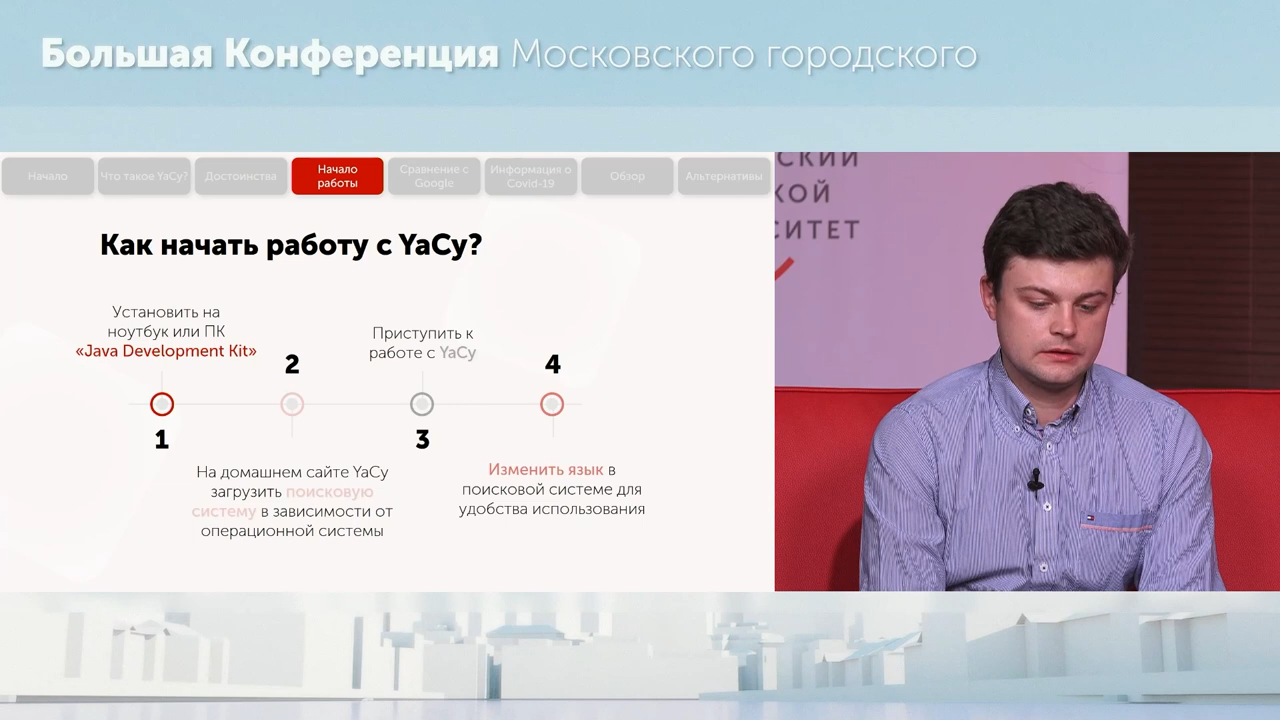 Большая Конференция Московского городского
Начало
Что такое YaCy?
Достоинства
Начало
работы
Сравнение с
Google
Информация о
Covid-19
Обзор
Альтернативы
Как начать работу с YaCy?
Установить на
ноутбук или ПК
«Java Development Kit»
1
2
На домашнем сайте YaCy
загрузить поисковую
систему в зависимости от
операционной системы
Приступить к
работе с YaCy
3
4
Изменить язык в
поисковой системе для
удобства использования
СКИЙ
КОЙ
СИТЕТ